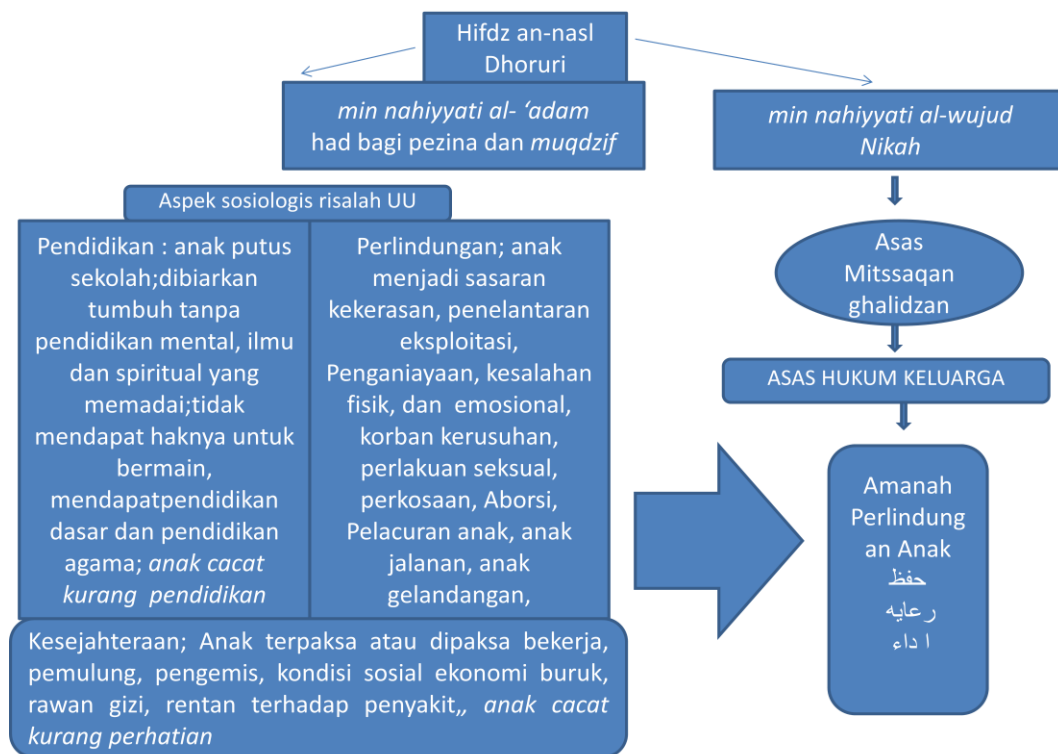 Hifdz an-nasl
Dhoruri
min nahiyyati al- ‘adam
had bagi pezina dan muqdzif
min nahiyyati al-wujud
Nikah
Aspek sosiologis risalah UU
Pendidikan : anak putus
sekolah;dibiarkan
tumbuh tanpa
pendidikan mental, ilmu
dan spiritual yang
memadai;tidak
mendapat haknya untuk
bermain,
mendapatpendidikan
dasar dan pendidikan
agama; anak cacat
kurang pendidikan
Perlindungan; anak
menjadi sasaran
kekerasan, penelantaran
eksploitasi,
Penganiayaan, kesalahan
fisik, dan emosional,
korban kerusuhan,
perlakuan seksual,
perkosaan, Aborsi,
Pelacuran anak, anak
jalanan, anak
gelandangan,
Kesejahteraan; Anak terpaksa atau dipaksa bekerja,
pemulung, pengemis, kondisi sosial ekonomi buruk,
rawan gizi, rentan terhadap penyakit,, anak cacat
kurang perhatian
Asas
Mitssaqan
ghalidzan
ASAS HUKUM KELUARGA
Amanah
Perlindung
an Anak
حفظ
رعايه
ا داء